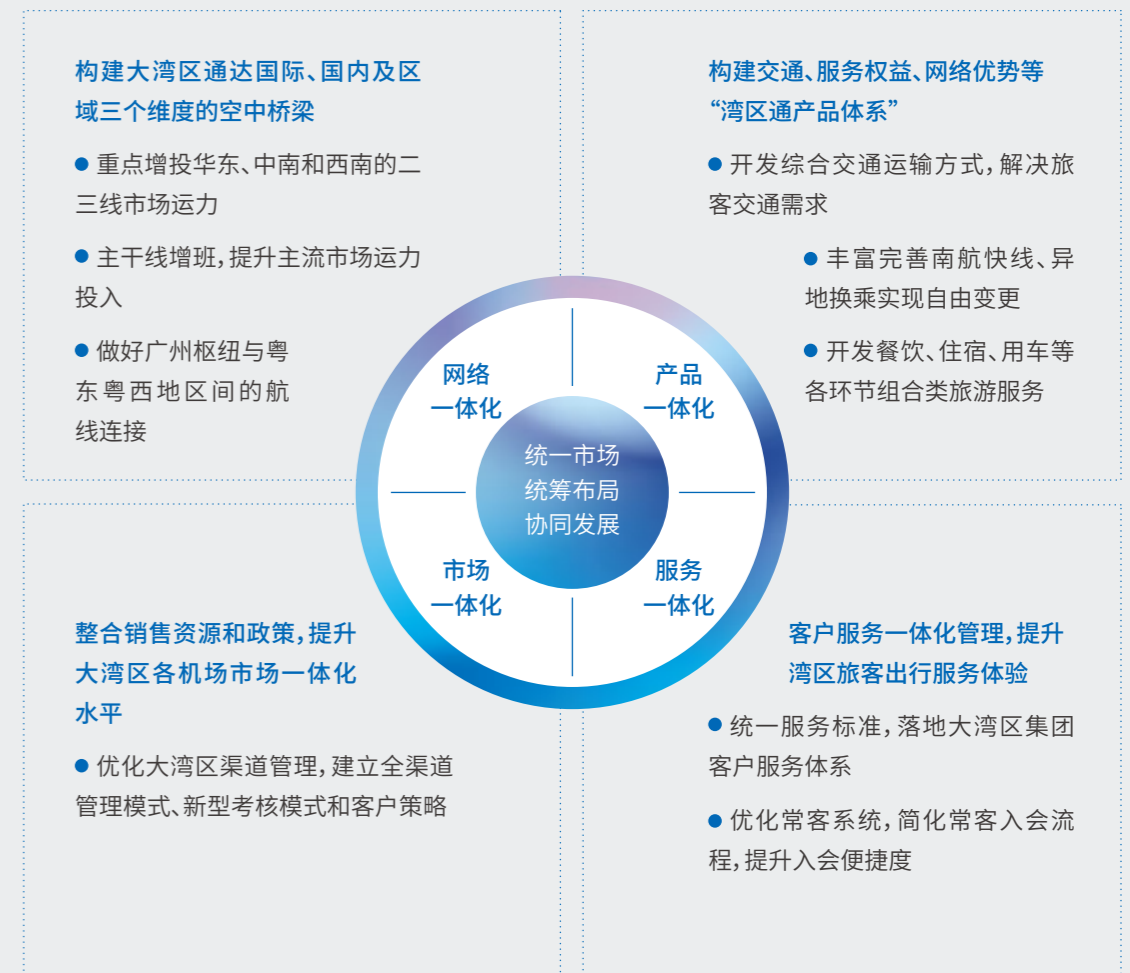 构建大湾区通达国际、国内及区
域三个维度的空中桥梁
● 重点增投华东、中南和西南的二
三线市场运力
● 主干线增班，提升主流市场运力
投入
● 做好广州枢纽与粤
东粤西地区间的航
线连接
构建交通、服务权益、网络优势等
“湾区通产品体系”
● 开发综合交通运输方式，解决旅
客交通需求
● 丰富完善南航快线、异
地换乘实现自由变更
● 开发餐饮、住宿、用车等
各环节组合类旅游服务
网络
一体化
产品
一体化
统一市场
统筹布局
协同发展
市场
一体化
服务
一体化
整合销售资源和政策，提升
大湾区各机场市场一体化
水平
● 优化大湾区渠道管理，建立全渠道
管理模式、新型考核模式和客户策略
客户服务一体化管理，提升
湾区旅客出行服务体验
● 统一服务标准，落地大湾区集团
客户服务体系
● 优化常客系统，简化常客入会流
程，提升入会便捷度